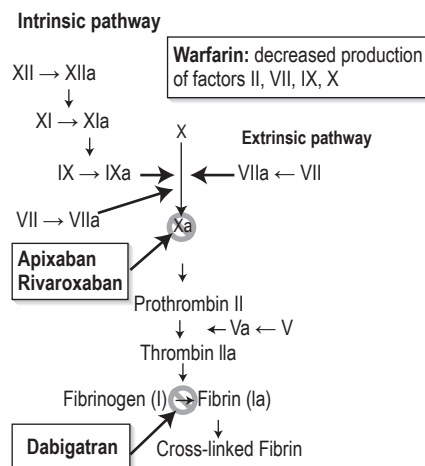 Intrinsic pathway
Warfarin: decreased production
of factors II, VII, IX, X
XII → XIIa
XI → XIa
X
Extrinsic pathway
IX → IXa
VIIa ← VII
VII → VIIa
Xa
Apixaban
Rivaroxaban
Prothrombin II
Va ← V
Thrombin IIa
Fibrinogen (I) → Fibrin (Ia)
Dabigatran
Cross-linked Fibrin